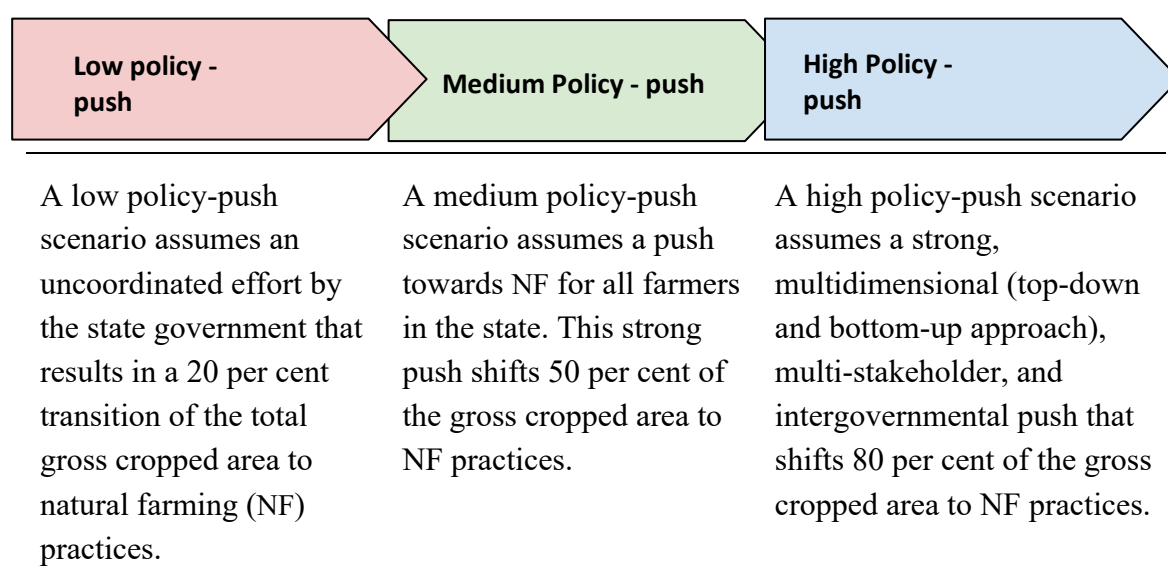 Low policy -
push
Medium Policy - push
High Policy -
push
A low policy-push
scenario assumes an
uncoordinated effort by
the state government that
results in a 20 per cent
transition of the total
gross cropped area to
natural farming (NF)
practices.
A medium policy-push
scenario assumes a push
towards NF for all farmers
in the state. This strong
push shifts 50 per cent of
the gross cropped area to
NF practices.
A high policy-push scenario
assumes a strong,
multidimensional (top-down
and bottom-up approach),
multi-stakeholder, and
intergovernmental push that
shifts 80 per cent of the gross
cropped area to NF practices.